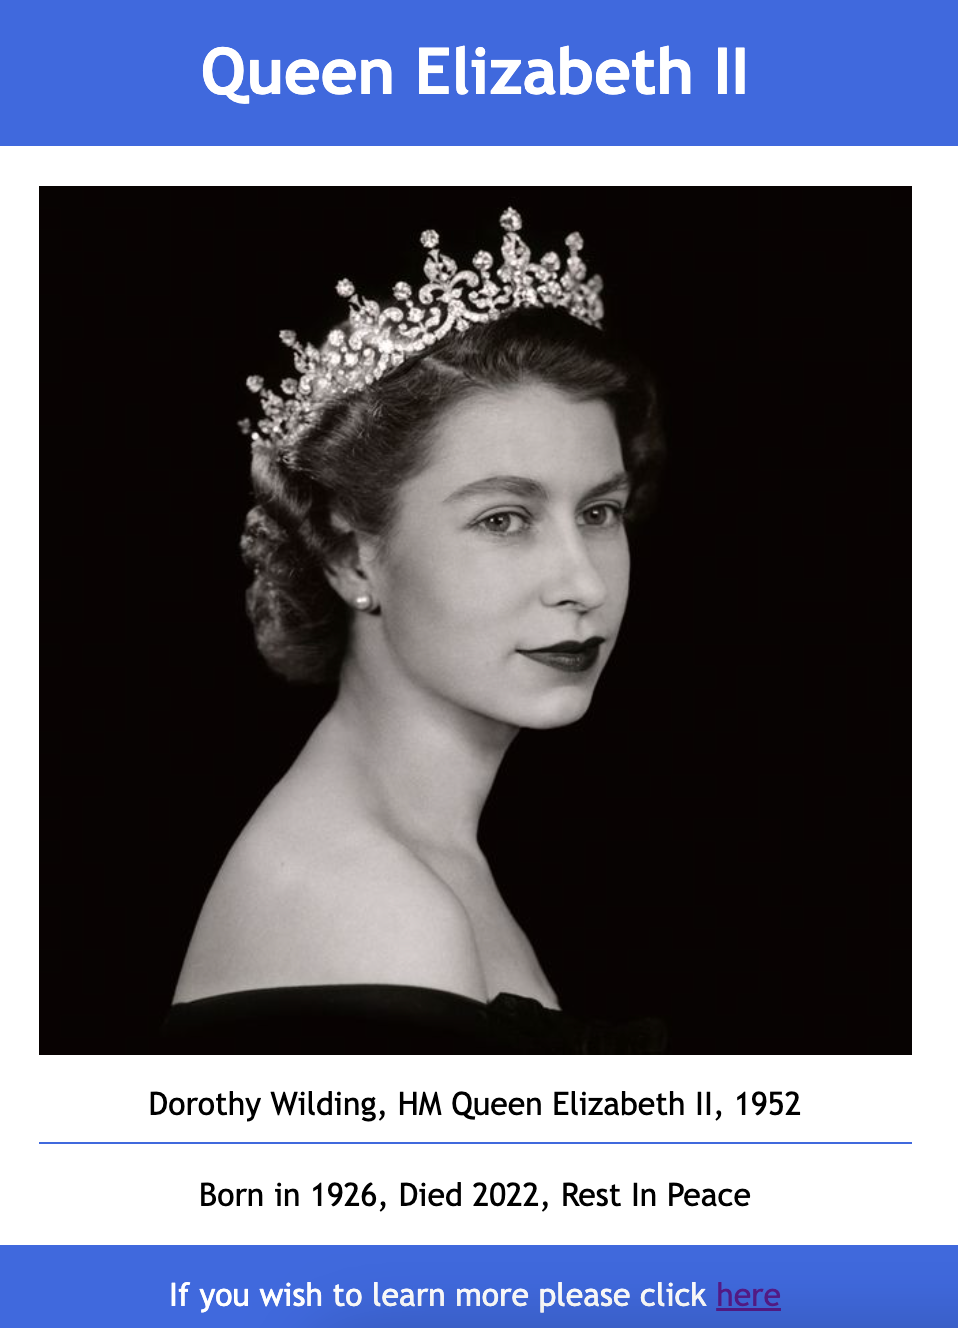 Queen Elizabeth II
Dorothy Wilding, HM Queen Elizabeth II, 1952
Born in 1926, Died 2022, Rest In Peace
If you wish to learn more please click here